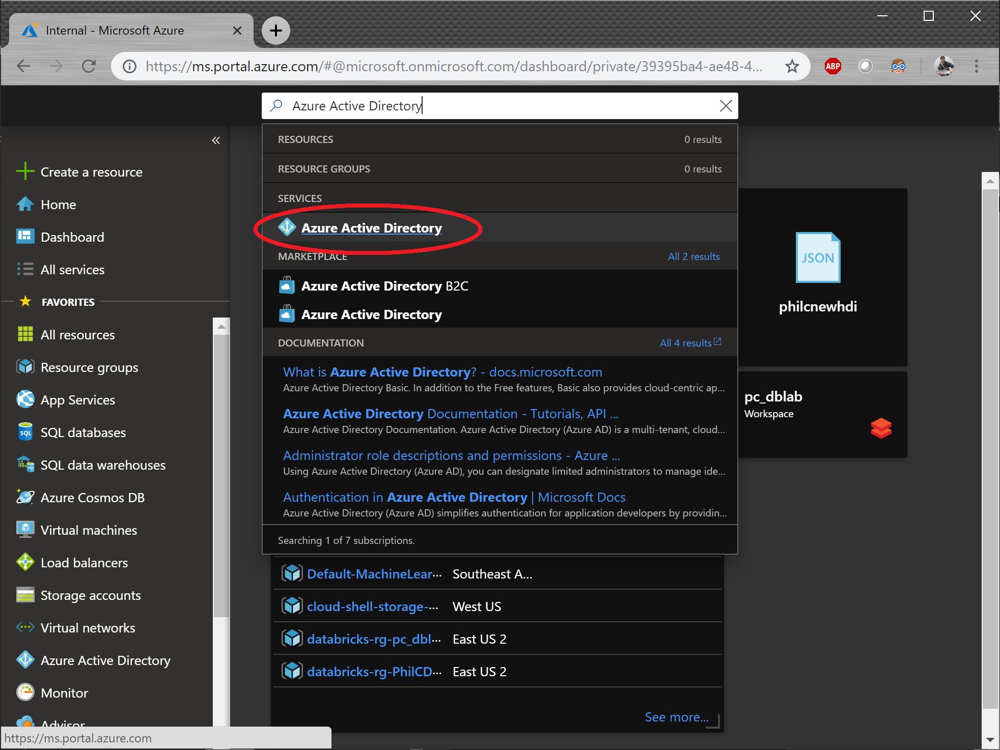 Internal - Microsoft Azure
https://ms.portal.azure.com/#@microsoft.onmicrosoft.com/dashboard/private/39395ba4-ae48-4...
ABP
Azure Active Directory
RESOURCES 0 results
RESOURCE GROUPS 0 results
SERVICES
Azure Active Directory
MARKETPLACE All 2 results
Azure Active Directory B2C
Azure Active Directory
DOCUMENTATION All 4 results
What is Azure Active Directory? - docs.microsoft.com
Azure Active Directory Basic. In addition to the Free features, Basic also provides cloud-centric ap...
Azure Active Directory Documentation - Tutorials, API ...
Azure Active Directory Documentation. Azure Active Directory (Azure AD) is a multi-tenant, cloud...
Administrator role descriptions and permissions - Azure ...
Using Azure Active Directory (Azure AD), you can designate limited administrators to manage ide...
Authentication in Azure Active Directory | Microsoft Docs
Azure Active Directory (Azure AD) simplifies authentication for application developers by providin...
Searching 1 of 7 subscriptions.
Create a resource
Home
Dashboard
All services
FAVORITES
All resources
Resource groups
App Services
SQL
SQL databases
SQL
SQL data warehouses
Azure Cosmos DB
Virtual machines
Load balancers
Storage accounts
Virtual networks
Azure Active Directory
Monitor
Advisor
JSON
philcnewhdi
pc_dblab
Workspace
Default-MachineLear... Southeast A...
cloud-shell-storage-... West US
databricks-rg-pc_dbl... East US 2
databricks-rg-PhilCD... East US 2
See more...
https://ms.portal.azure.com